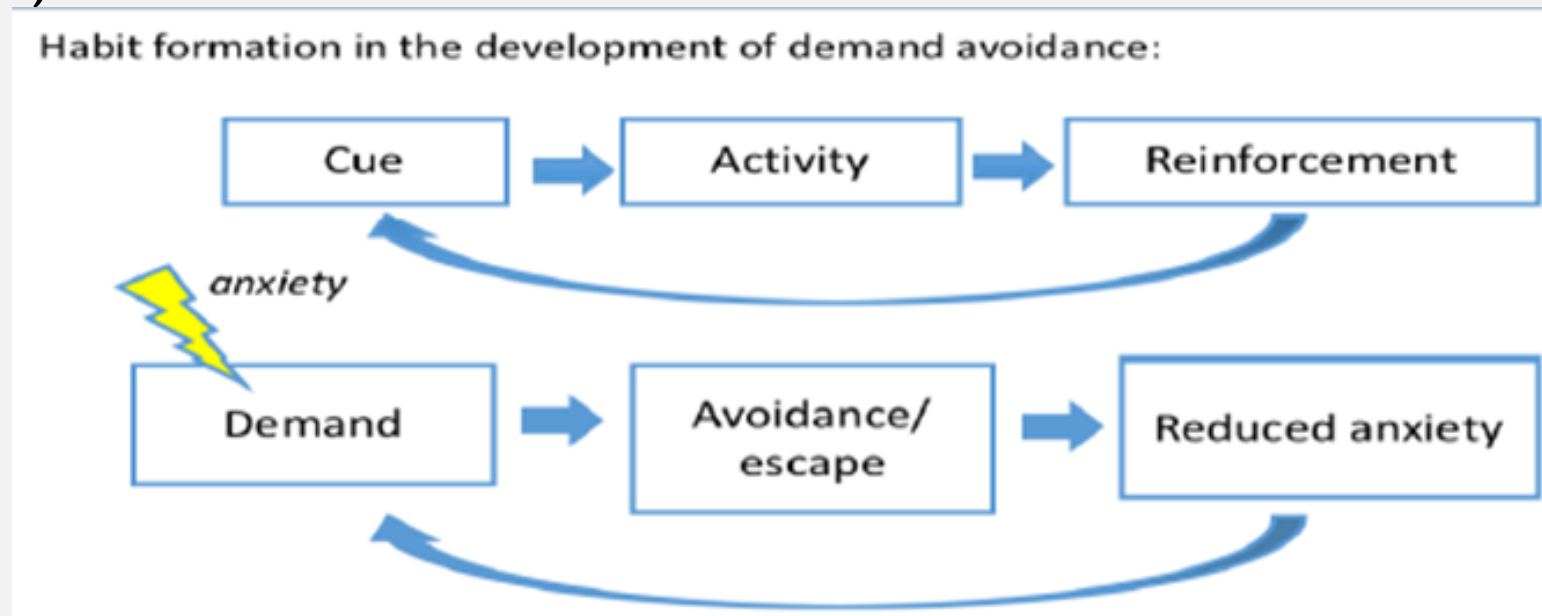 Habit formation in the development of demand avoidance:
Cue
Activity
Reinforcement
anxiety
Demand
Avoidance/
escape
Reduced anxiety